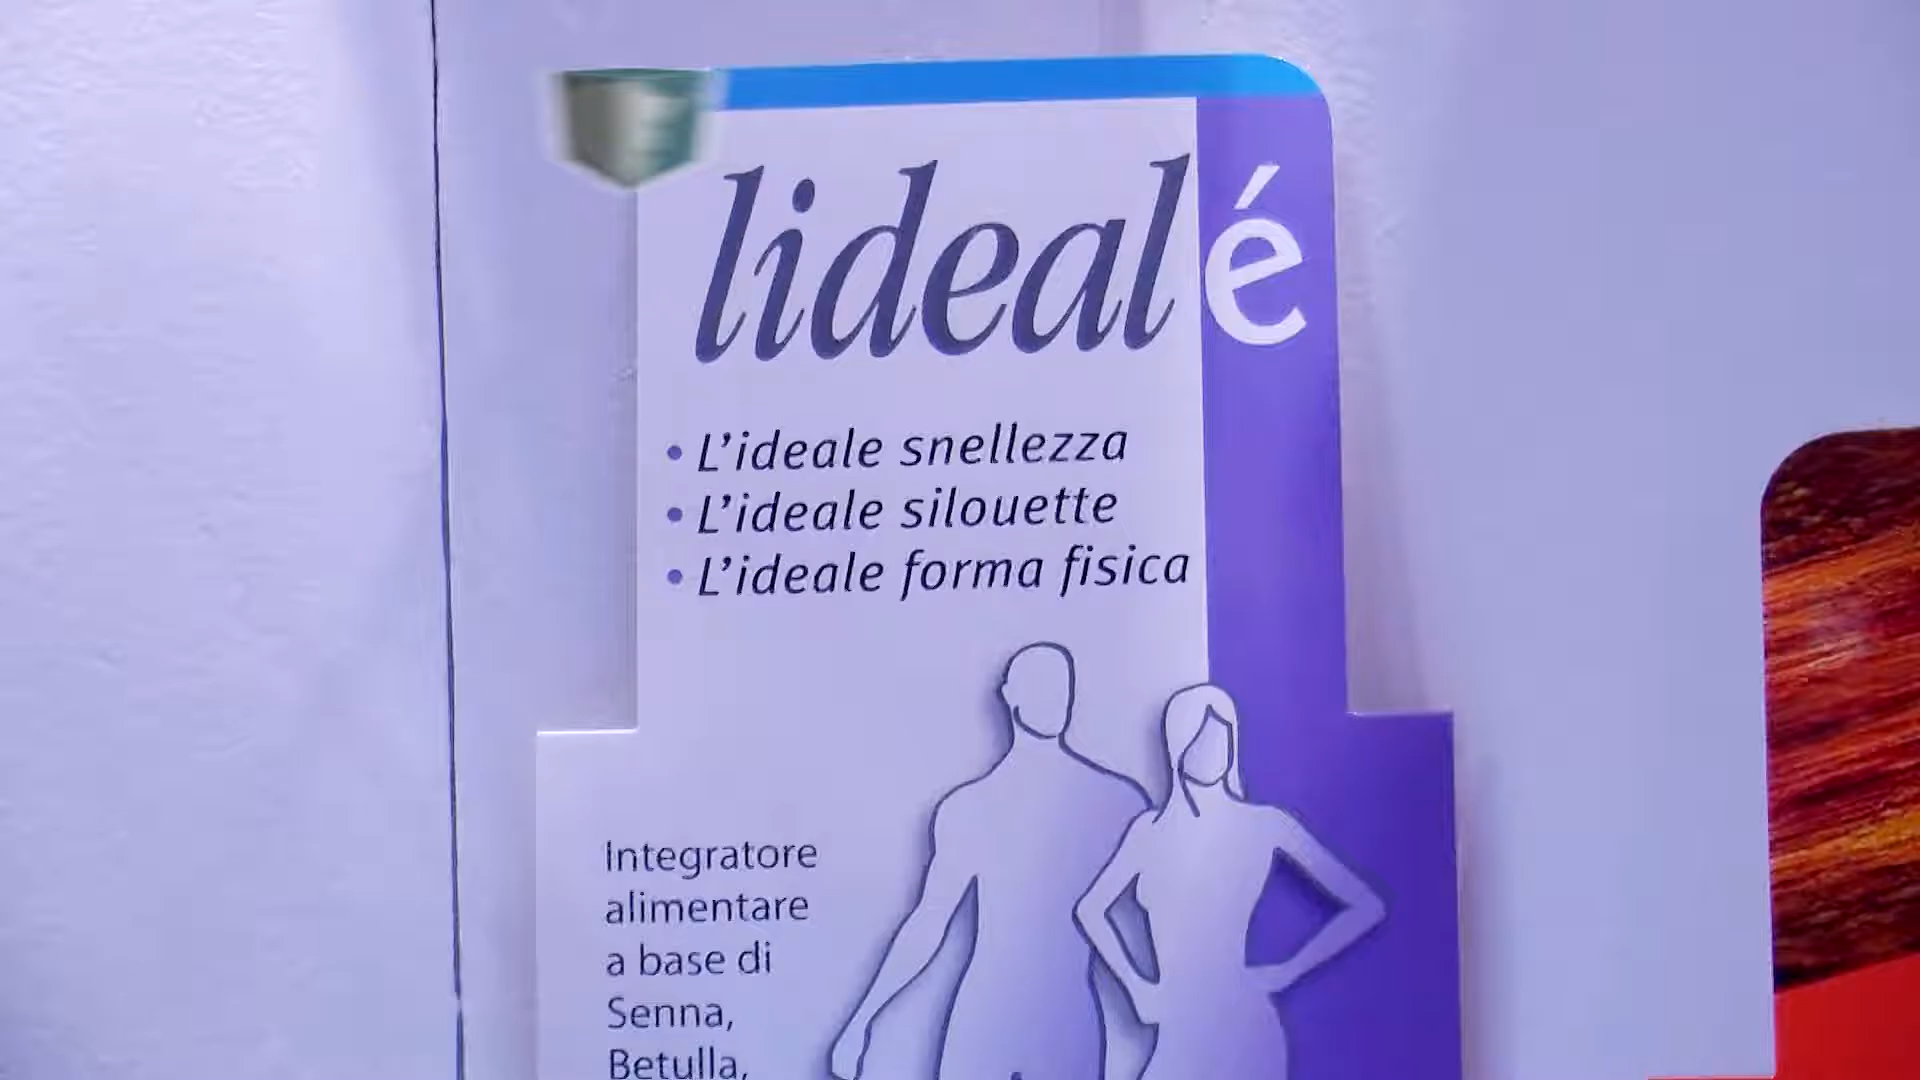 lidealé
• L'ideale snellezza
• L'ideale silouette
• L'ideale forma fisica
Integratore
alimentare
a base di
Senna,
Betulla,